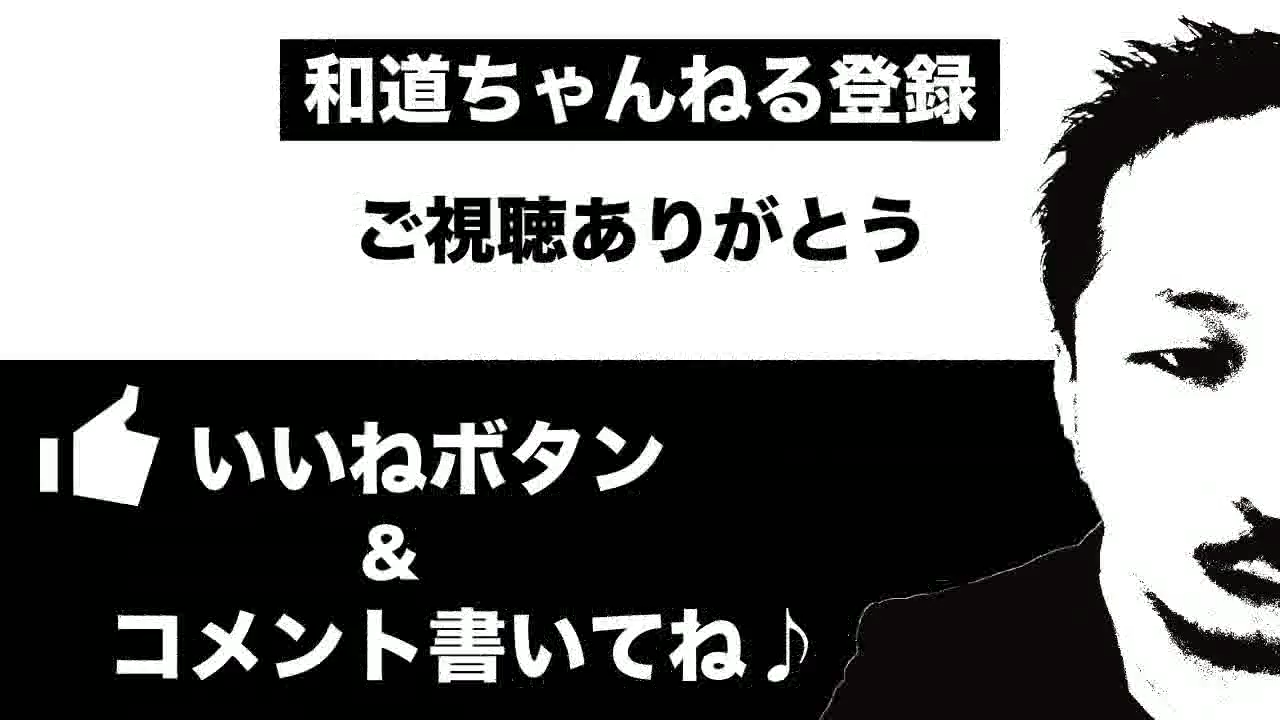 和道ちゃんねる登録
ご視聴ありがとう
いいねボタン
&
コメント書いてね♪